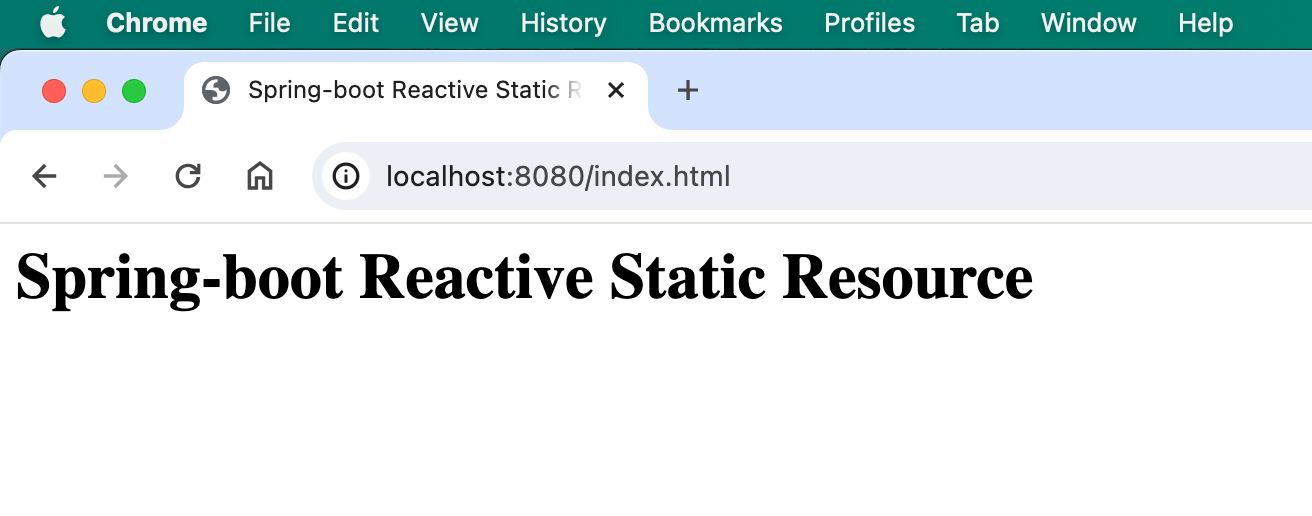 Chrome File Edit View History Bookmarks Profiles Tab Window Help
Spring-boot Reactive Static R
localhost:8080/index.html
Spring-boot Reactive Static Resource